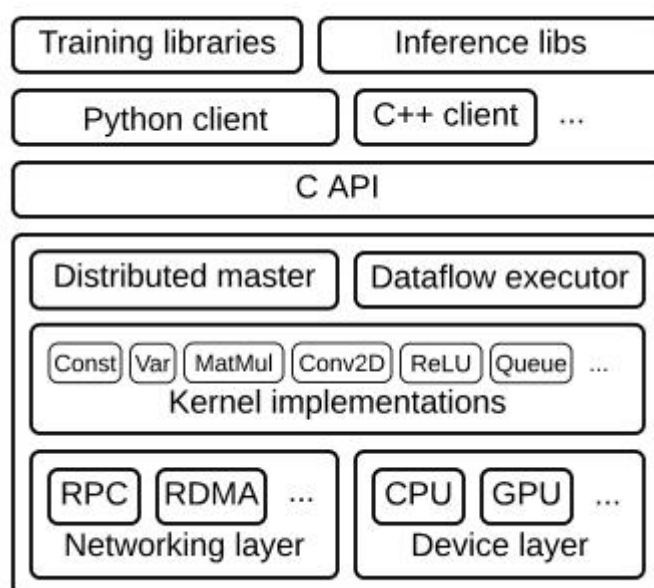 Training libraries Inference libs
Python client C++ client ...
C API
Distributed master Dataflow executor
Const Var MatMul Conv2D ReLU Queue ...
Kernel implementations
RPC RDMA ... CPU GPU ...
Networking layer Device layer